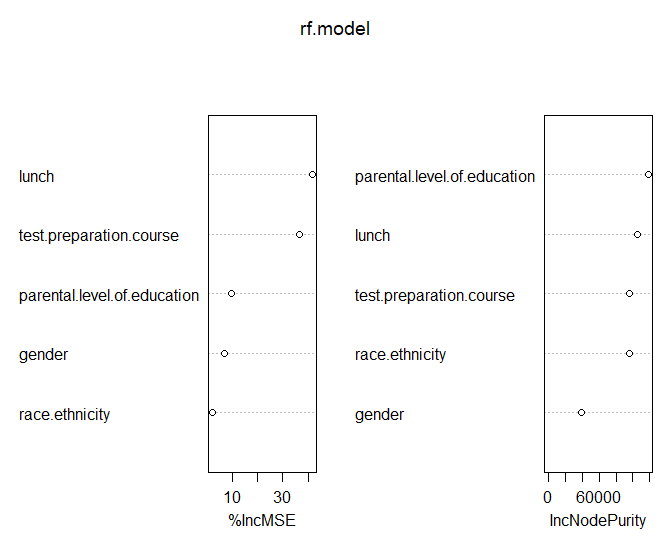 rf.model
lunch
test.preparation.course
parental.level.of.education
gender
race.ethnicity
10 30
%IncMSE
parental.level.of.education
lunch
test.preparation.course
race.ethnicity
gender
0 60000
IncNodePurity